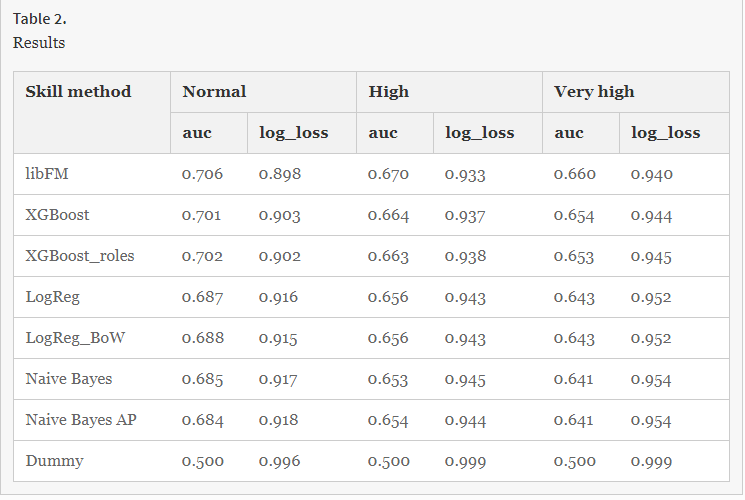 Table 2.
Results
Skill method Normal High Very high
auc log_loss auc log_loss auc log_loss
libFM 0.706 0.898 0.670 0.933 0.660 0.940
XGBoost 0.701 0.903 0.664 0.937 0.654 0.944
XGBoost_roles 0.702 0.902 0.663 0.938 0.653 0.945
LogReg 0.687 0.916 0.656 0.943 0.643 0.952
LogReg_BoW 0.688 0.915 0.656 0.943 0.643 0.952
Naive Bayes 0.685 0.917 0.653 0.945 0.641 0.954
Naive Bayes AP 0.684 0.918 0.654 0.944 0.641 0.954
Dummy 0.500 0.996 0.500 0.999 0.500 0.999